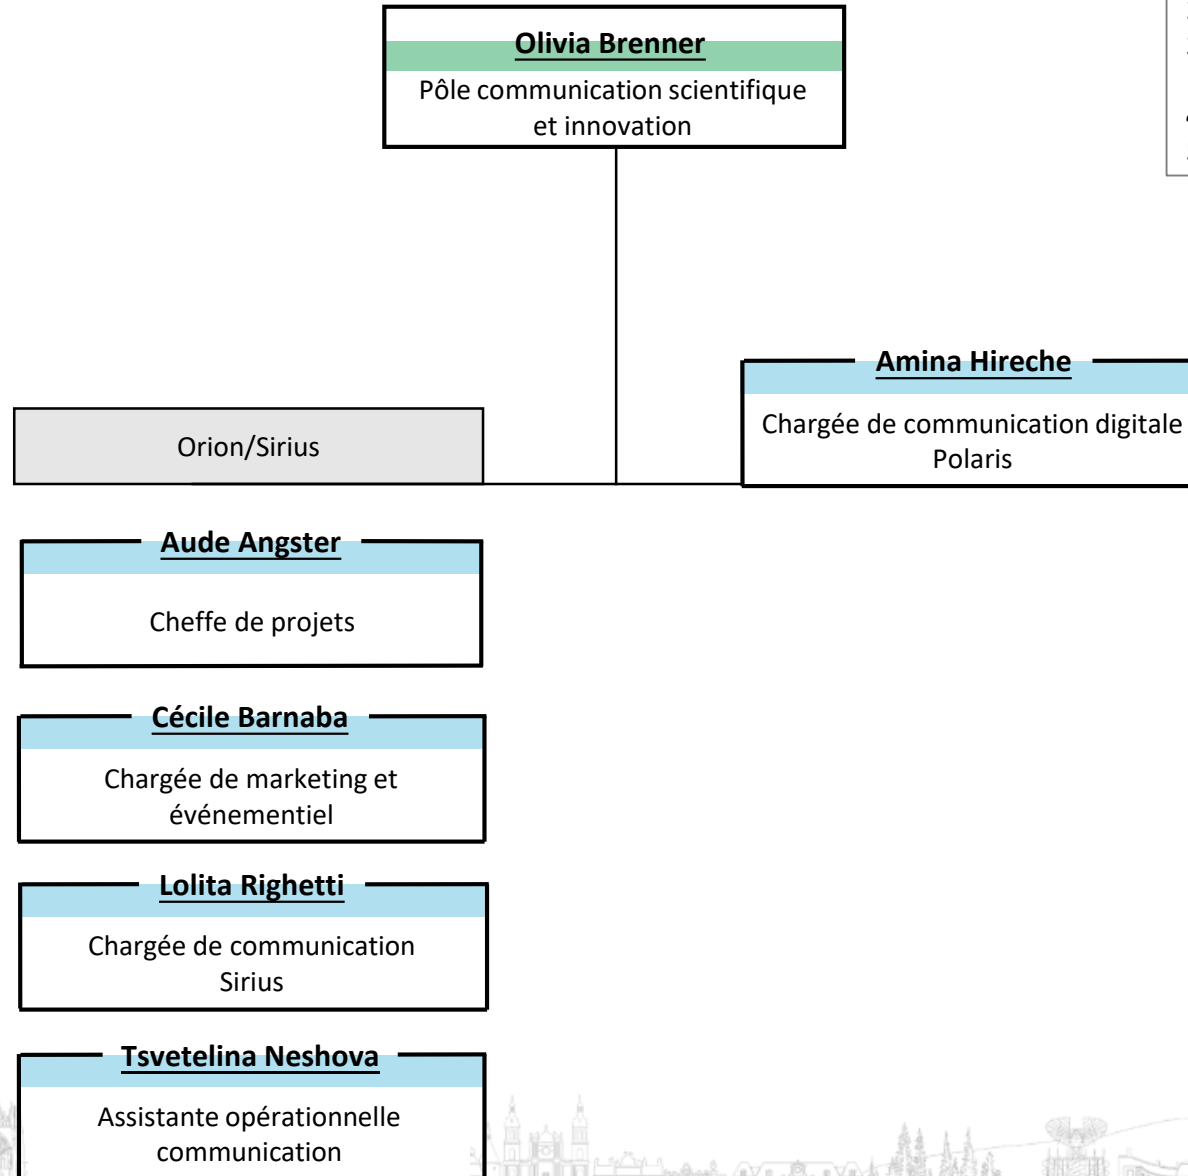 Olivia Brenner
Pôle communication scientifique
et innovation
Amina Hireche
Chargée de communication digitale
Polaris
Orion/Sirius
Aude Angster
Cheffe de projets
Cécile Barnaba
Chargée de marketing et
événementiel
Lolita Righetti
Chargée de communication
Sirius
Tsvetelina Neshova
Assistante opérationnelle
communication